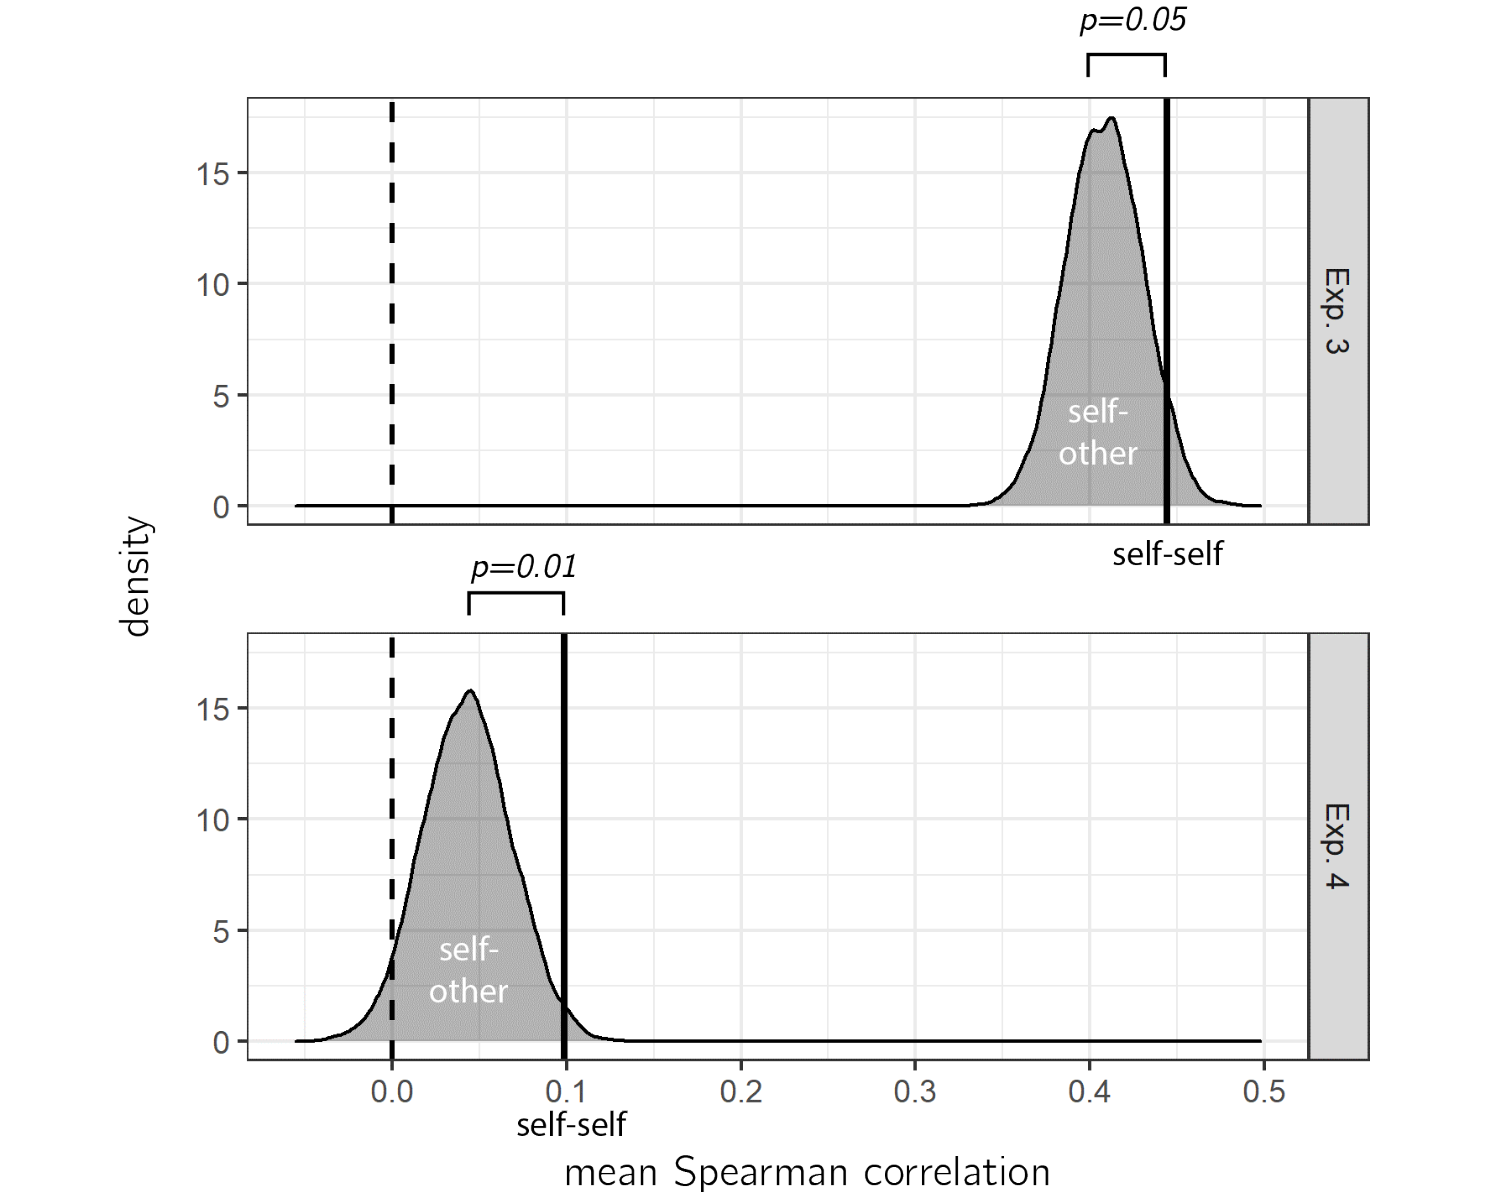 p=0.05
15
10
5
0
self-
other
Exp. 3
self-self
density
p=0.01
15
10
5
0
self-
other
Exp. 4
0.0 0.1 0.2 0.3 0.4 0.5
self-self
mean Spearman correlation